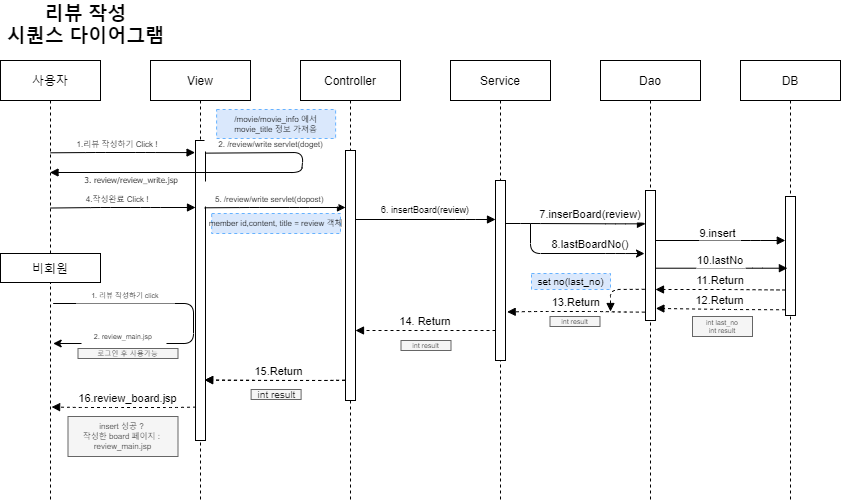 리뷰 작성
시퀀스 다이어그램
사용자
View
Controller
Service
Dao
DB
/movie/movie_info 에서
movie_title 정보 가져옴
1.리뷰 작성하기 Click !
2. /review/write servlet(doget)
3. review/review_write.jsp
4.작성완료 Click !
5. /review/write servlet(dopost)
member id,content, title = review 객체
6. insertBoard(review)
7.inserBoard(review)
8.lastBoardNo()
9.insert
10.lastNo
11.Return
set no(last_no)
12.Return
13.Return
int last_no
int result
int result
14. Return
int result
비회원
1. 리뷰 작성하기 click
2. review_main.jsp
로그인 후 사용가능
15.Return
int result
16.review_board.jsp
insert 성공 ?
작성한 board 페이지 :
review_main.jsp